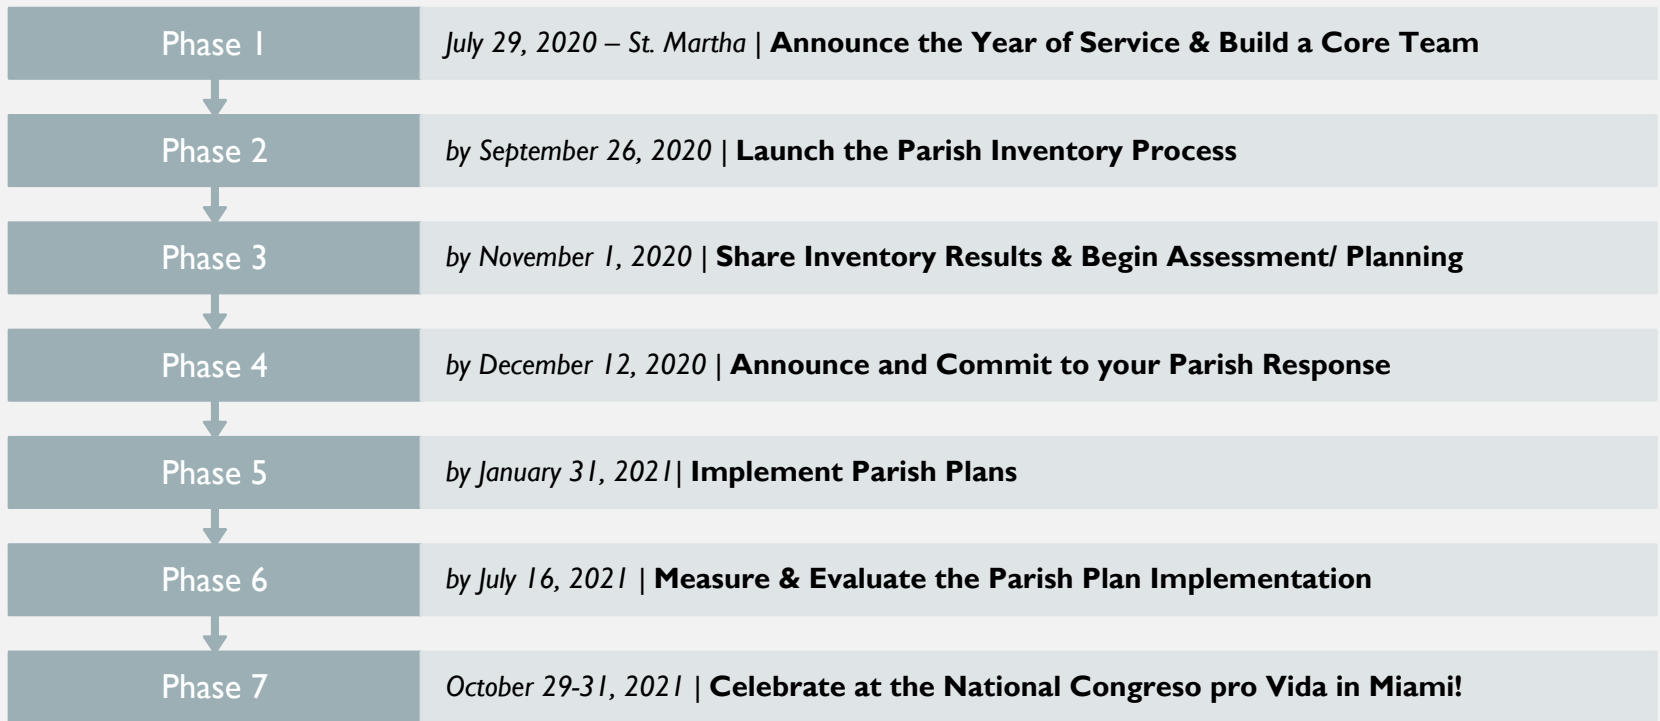 Phase 1
July 29, 2020 – St. Martha | Announce the Year of Service & Build a Core Team
Phase 2
by September 26, 2020 | Launch the Parish Inventory Process
Phase 3
by November 1, 2020 | Share Inventory Results & Begin Assessment/ Planning
Phase 4
by December 12, 2020 | Announce and Commit to your Parish Response
Phase 5
by January 31, 2021| Implement Parish Plans
Phase 6
by July 16, 2021 | Measure & Evaluate the Parish Plan Implementation
Phase 7
October 29-31, 2021 | Celebrate at the National Congreso pro Vida in Miami!